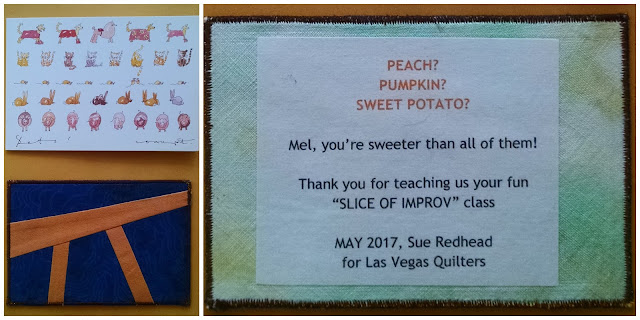 PEACH?
PUMPKIN?
SWEET POTATO?
Mel, you're sweeter than all of them!
Thank you for teaching us your fun
"SLICE OF IMPROV" class
MAY 2017, Sue Redhead
for Las Vegas Quilters